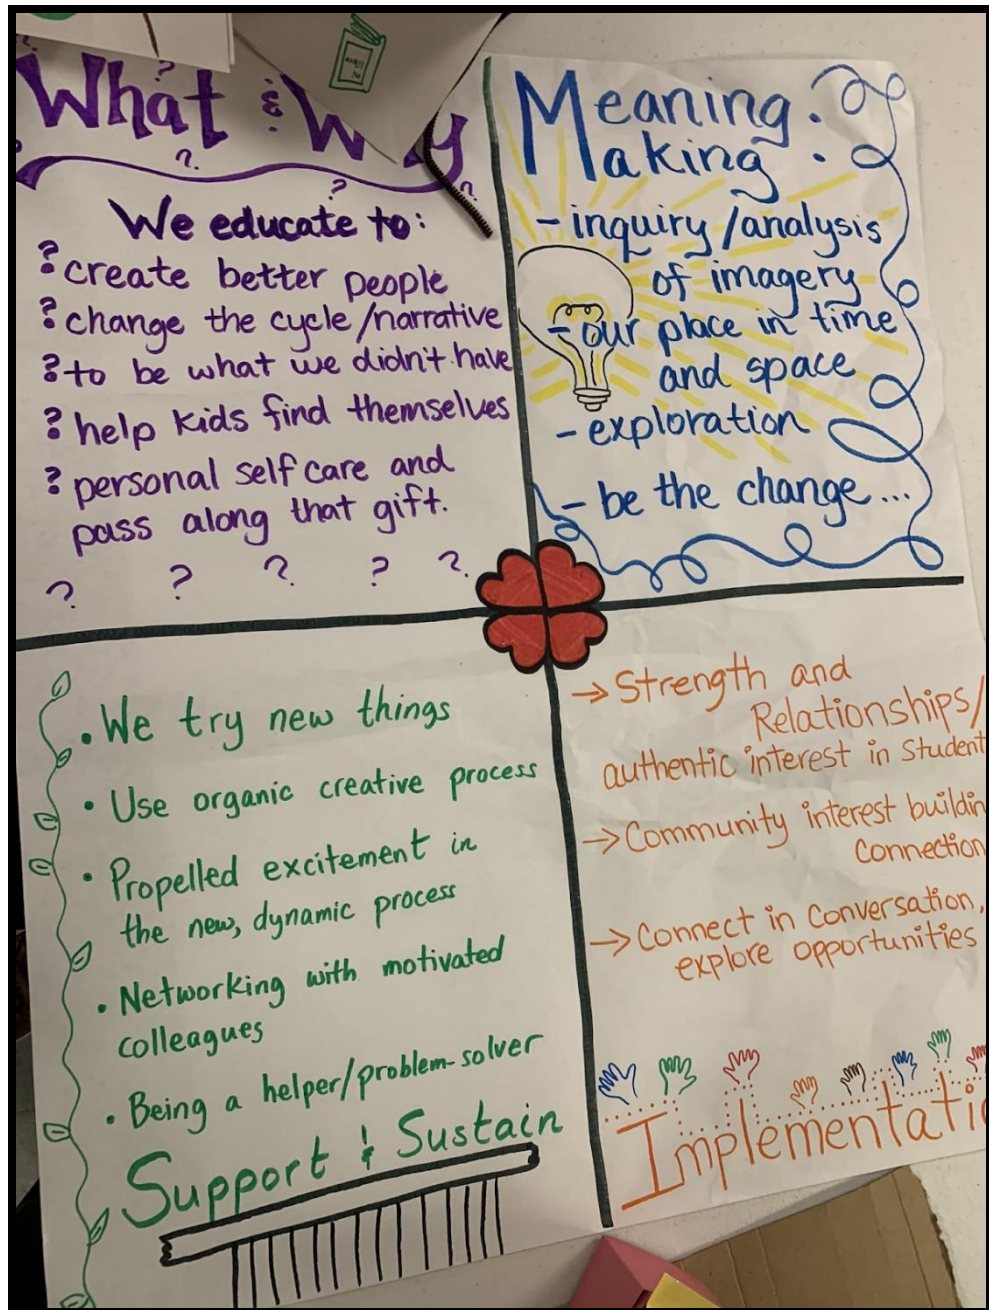 What & Why
We educate to:
? create better people
? change the cycle/narrative
? to be what we didn't have
? help kids find themselves
? personal self care and
pass along that gift.
? ? ? ? ?
Meaning:
Making
- inquiry/analysis
of imagery
- our place in time
and space
- exploration
- be the change...
• We try new things
• Use organic creative process
• Propelled excitement in
the new, dynamic process
• Networking with motivated
colleagues
• Being a helper/problem-solver
Support & Sustain
→ Strength and
Relationships/
authentic interest in Student
→ Community interest buildin
Connection
→ Connect in Conversation,
explore opportunities
Implementatio